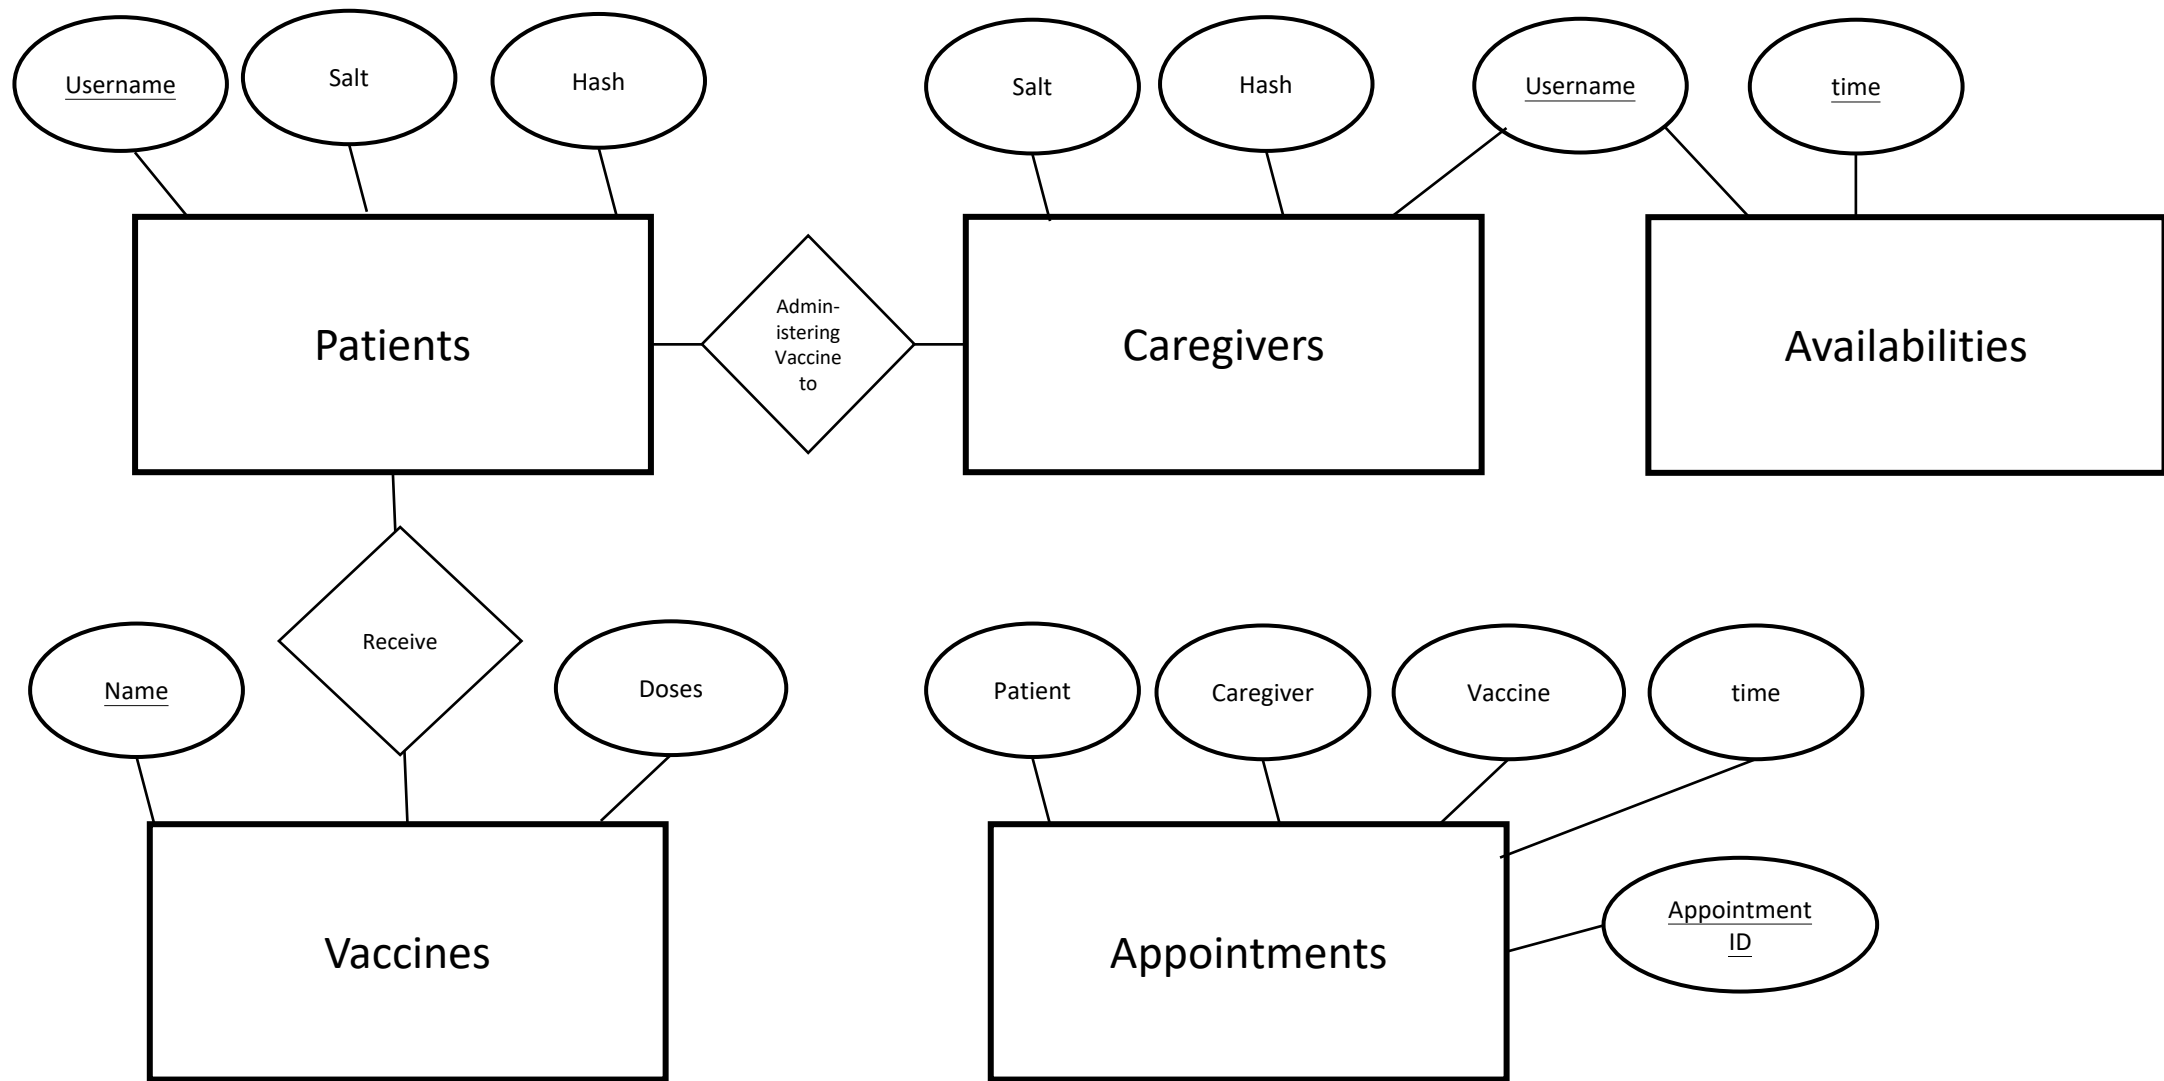 Username
Salt
Hash
Salt
Hash
Username
time
Patients
Admin-
istering
Vaccine
to
Caregivers
Availabilities
Receive
Name
Doses
Patient
Caregiver
Vaccine
time
Vaccines
Appointments
Appointment
ID